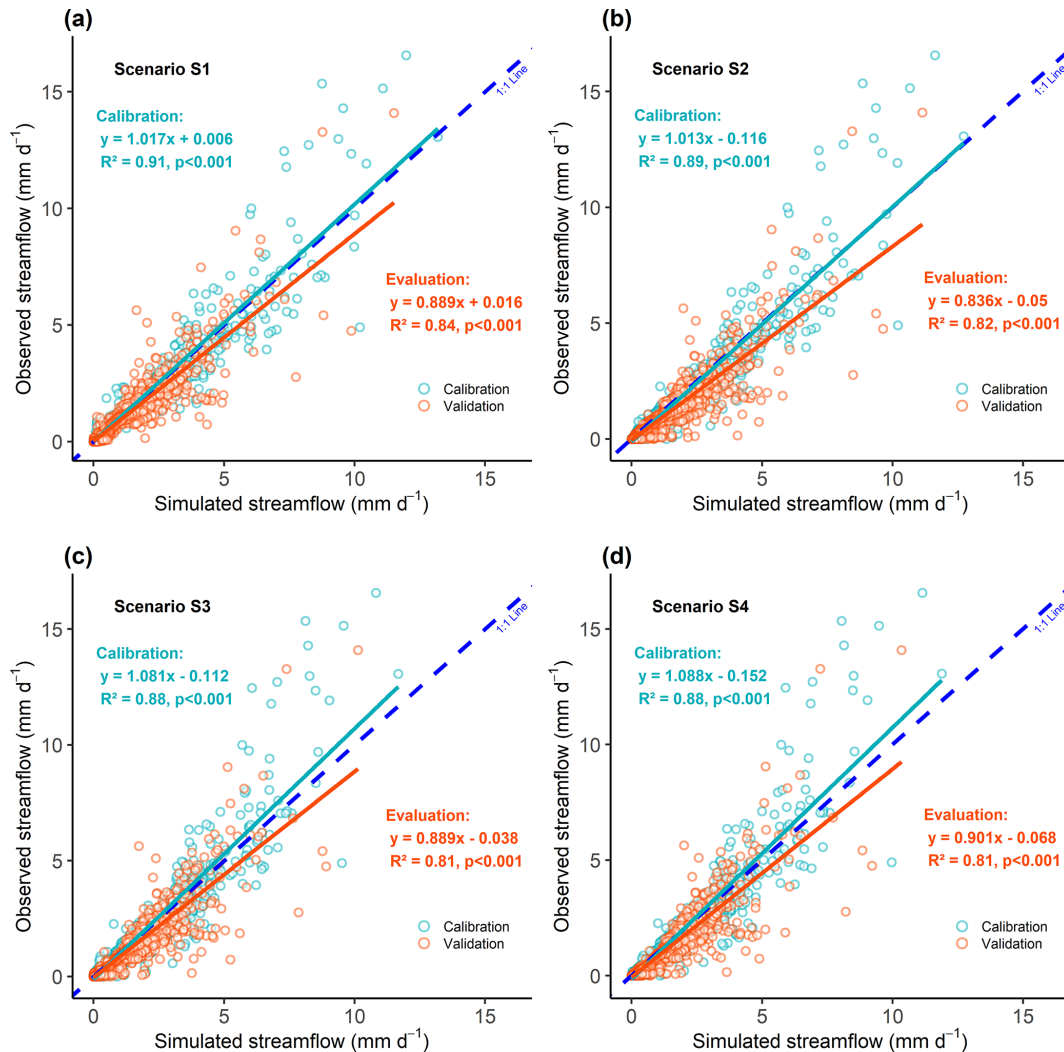 (a)
Scenario S1
1:1 Line
Calibration:
y = 1.017x + 0.006
R² = 0.91, p<0.001
Evaluation:
y = 0.889x + 0.016
R² = 0.84, p<0.001
Calibration
Validation
Observed streamflow (mm d⁻¹)
15
10
5
0
0 5 10 15
Simulated streamflow (mm d⁻¹)
(b)
Scenario S2
1:1 Line
Calibration:
y = 1.013x - 0.116
R² = 0.89, p<0.001
Evaluation:
y = 0.836x - 0.05
R² = 0.82, p<0.001
Calibration
Validation
Observed streamflow (mm d⁻¹)
15
10
5
0
0 5 10 15
Simulated streamflow (mm d⁻¹)
(c)
Scenario S3
1:1 Line
Calibration:
y = 1.081x - 0.112
R² = 0.88, p<0.001
Evaluation:
y = 0.889x - 0.038
R² = 0.81, p<0.001
Calibration
Validation
Observed streamflow (mm d⁻¹)
15
10
5
0
0 5 10 15
Simulated streamflow (mm d⁻¹)
(d)
Scenario S4
1:1 Line
Calibration:
y = 1.088x - 0.152
R² = 0.88, p<0.001
Evaluation:
y = 0.901x - 0.068
R² = 0.81, p<0.001
Calibration
Validation
Observed streamflow (mm d⁻¹)
15
10
5
0
0 5 10 15
Simulated streamflow (mm d⁻¹)